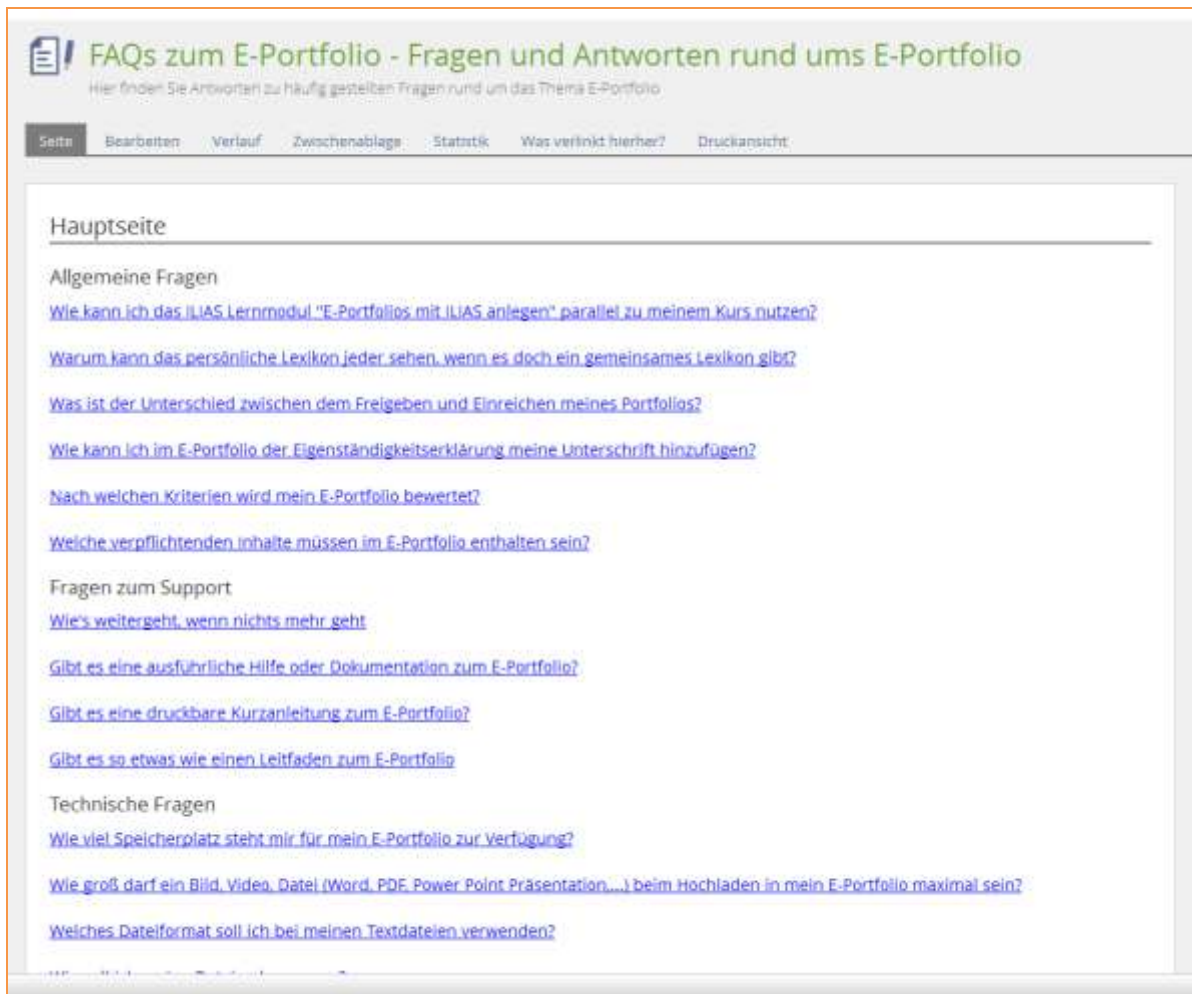 FAQs zum E-Portfolio - Fragen und Antworten rund ums E-Portfolio
Hier finden Sie Antworten zu häufig gestellten Fragen rund um das Thema E-Portfolio
Seite Bearbeiten Verlauf Zwischenablage Statistik Was verlinkt hierher? Druckansicht
Hauptseite
Allgemeine Fragen
Wie kann ich das ILIAS Lernmodul "E-Portfolios mit ILIAS anlegen" parallel zu meinem Kurs nutzen?
Warum kann das persönliche Lexikon jeder sehen, wenn es doch ein gemeinsames Lexikon gibt?
Was ist der Unterschied zwischen dem Freigeben und Einreichen meines Portfolios?
Wie kann ich im E-Portfolio der Eigenständigkeitserklärung meine Unterschrift hinzufügen?
Nach welchen Kriterien wird mein E-Portfolio bewertet?
Welche verpflichtenden Inhalte müssen im E-Portfolio enthalten sein?
Fragen zum Support
Wie's weitergeht, wenn nichts mehr geht
Gibt es eine ausführliche Hilfe oder Dokumentation zum E-Portfolio?
Gibt es eine druckbare Kurzanleitung zum E-Portfolio?
Gibt es so etwas wie einen Leitfaden zum E-Portfolio
Technische Fragen
Wie viel Speicherplatz steht mir für mein E-Portfolio zur Verfügung?
Wie groß darf ein Bild, Video, Datei (Word, PDF, Power Point Präsentation,...) beim Hochladen in mein E-Portfolio maximal sein?
Welches Dateiformat soll ich bei meinen Textdateien verwenden?